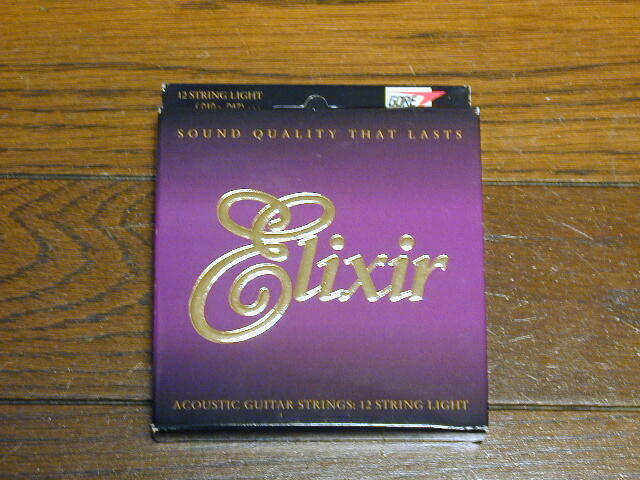 12 STRING LIGHT
GORE
SOUND QUALITY THAT LASTS
Elixir
ACOUSTIC GUITAR STRINGS: 12 STRING LIGHT